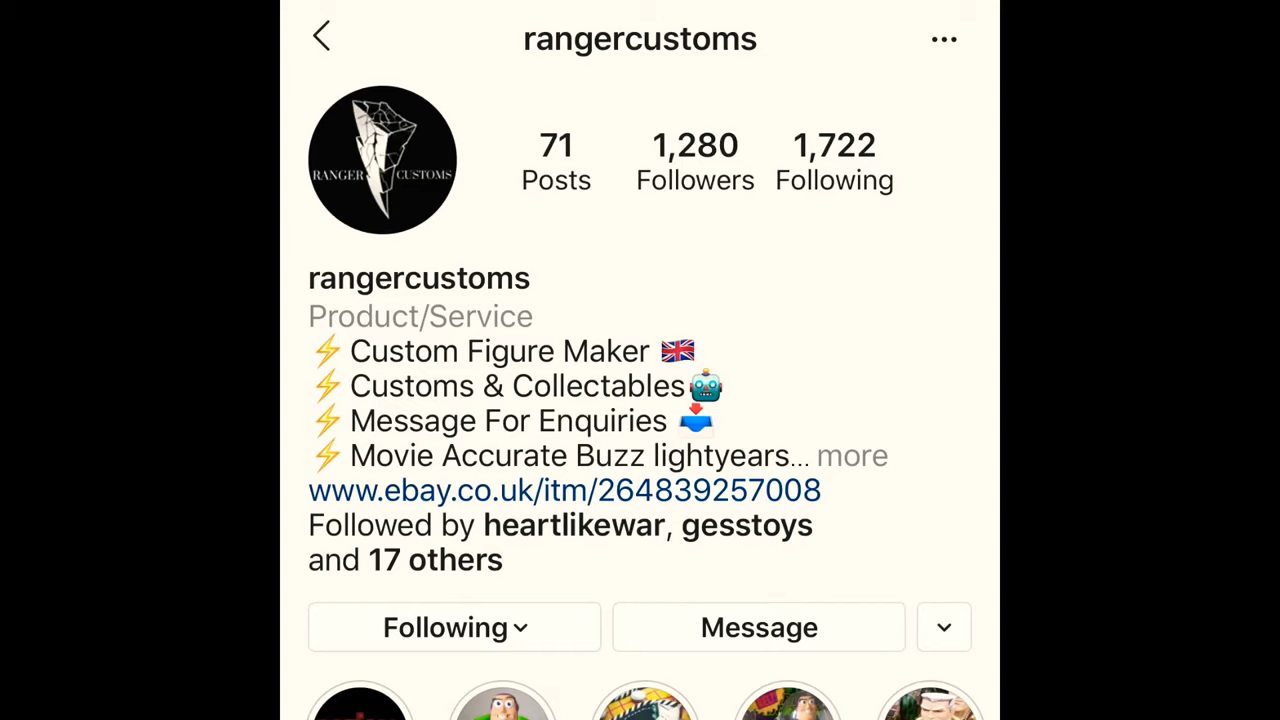 rangercustoms
RANGER CUSTOMS
71 1,280 1,722
Posts Followers Following
rangercustoms
Product/Service
⚡ Custom Figure Maker 🇬🇧
⚡ Customs & Collectables🤖
⚡ Message For Enquiries 📥
⚡ Movie Accurate Buzz lightyears... more
www.ebay.co.uk/itm/264839257008
Followed by heartlikewar, gesstoys
and 17 others
Following Message